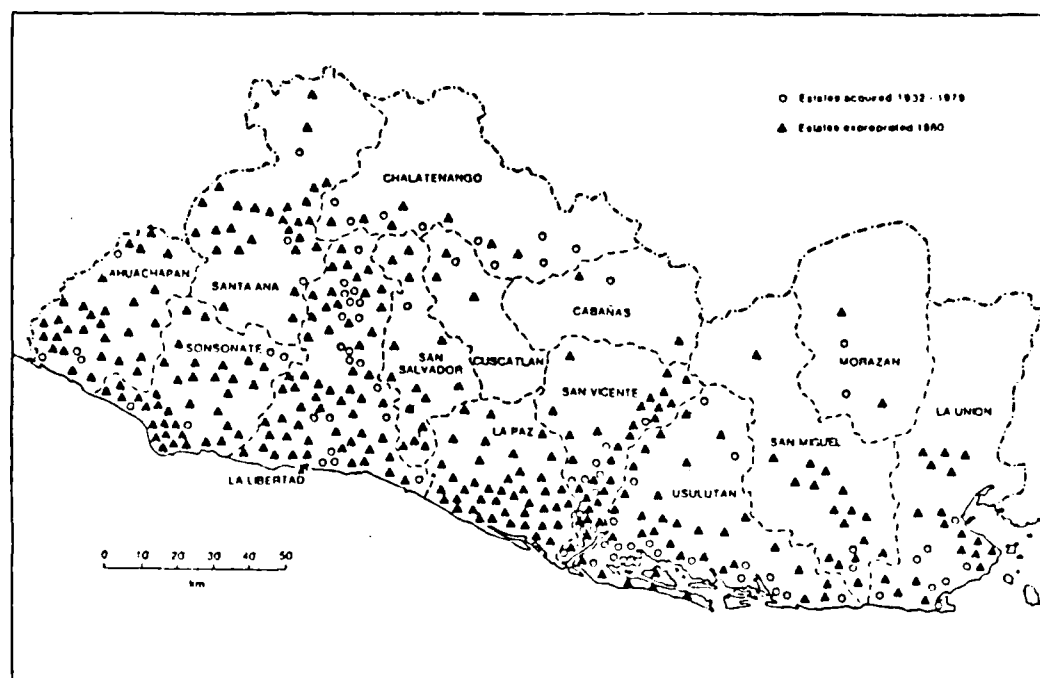 ○ Estates acquired 1932 - 1979
▲ Estates expropriated 1980
CHALATENANGO
AHUACHAPAN
SANTA ANA
CABAÑAS
SONSONATE
MORAZAN
SAN
SALVADOR
CUSCATLAN
SAN VICENTE
LA UNION
LA PAZ
SAN MIGUEL
LA LIBERTAD
USULUTAN
0 10 20 30 40 50
km